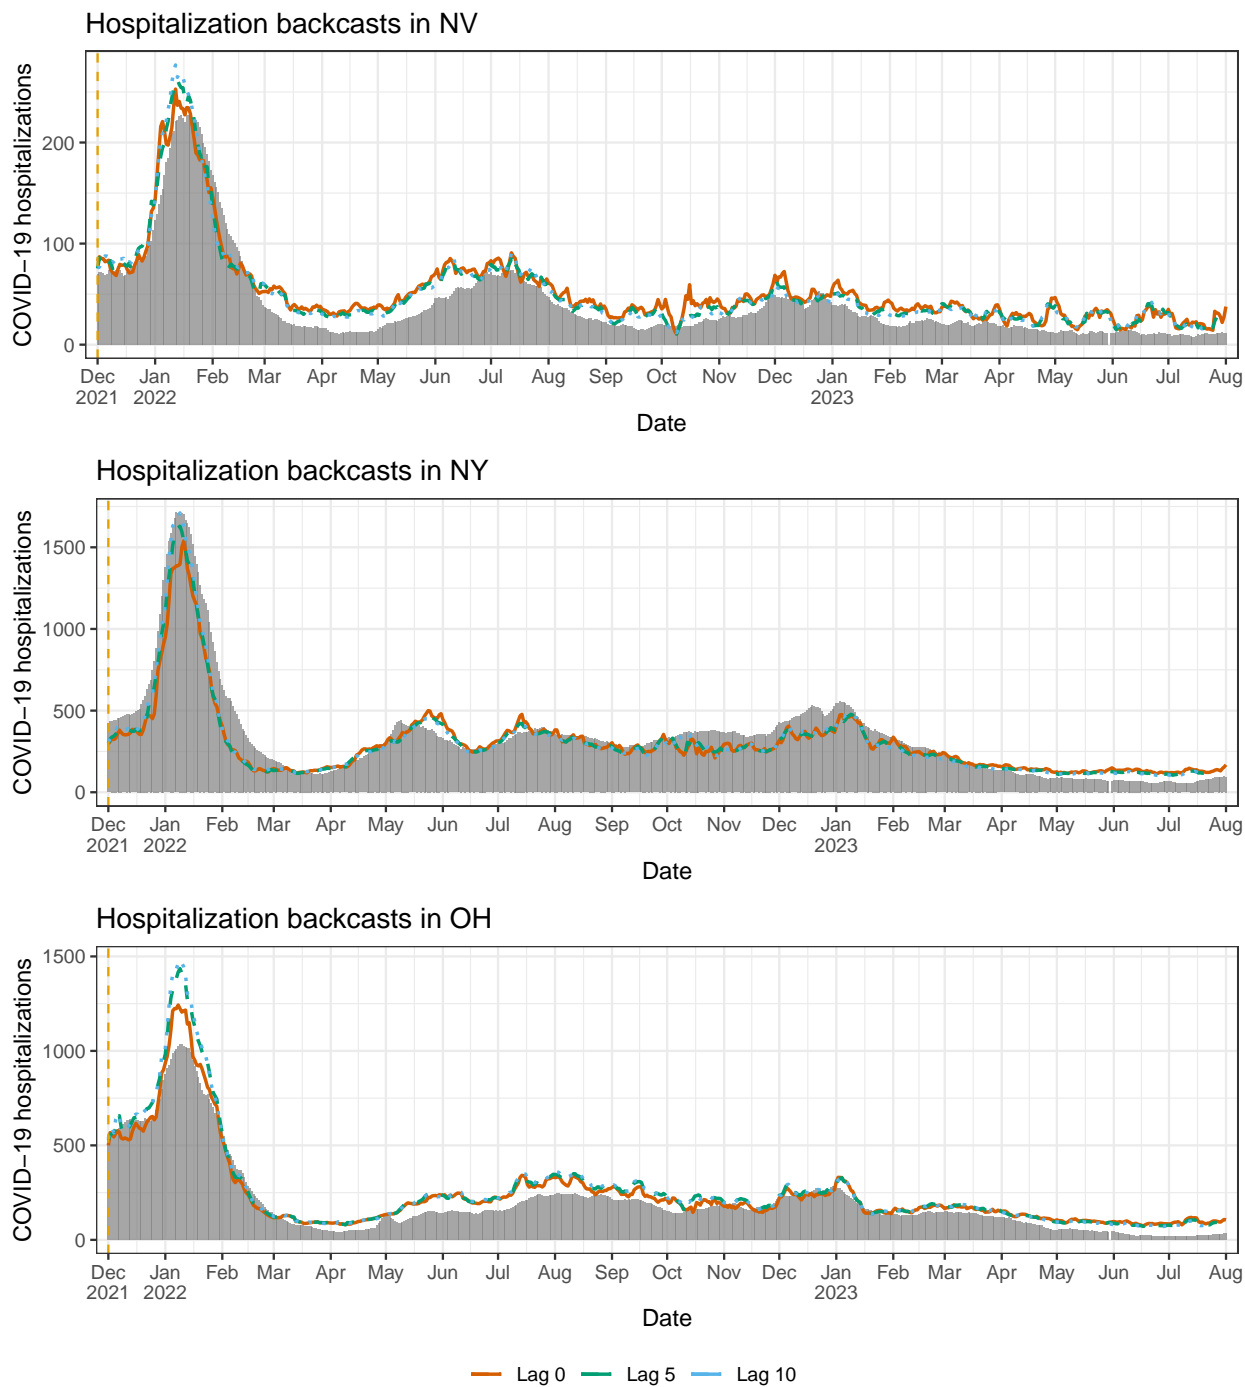 Hospitalization backcasts in NV
COVID−19 hospitalizations
200
100
0
Dec Jan Feb Mar Apr May Jun Jul Aug Sep Oct Nov Dec Jan Feb Mar Apr May Jun Jul Aug
2021 2022 2023
Date
Hospitalization backcasts in NY
COVID−19 hospitalizations
1500
1000
500
0
Dec Jan Feb Mar Apr May Jun Jul Aug Sep Oct Nov Dec Jan Feb Mar Apr May Jun Jul Aug
2021 2022 2023
Date
Hospitalization backcasts in OH
COVID−19 hospitalizations
1500
1000
500
0
Dec Jan Feb Mar Apr May Jun Jul Aug Sep Oct Nov Dec Jan Feb Mar Apr May Jun Jul Aug
2021 2022 2023
Date
Lag 0 Lag 5 Lag 10